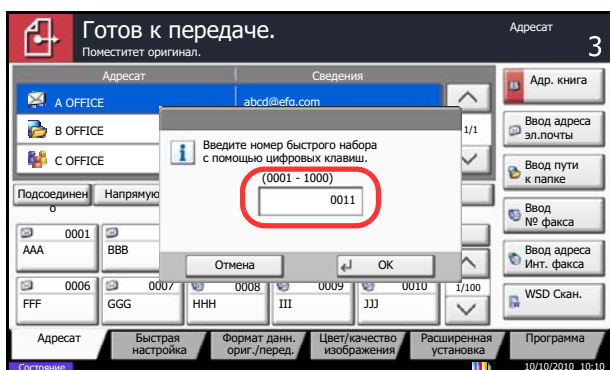 Готов к передаче.
Поместитет оригинал.
Адресат
3
Адресат
Сведения
A OFFICE
abcd@efg.com
B OFFICE
C OFFICE
1/1
Введите номер быстрого набора
с помощью цифровых клавиш.
(0001 - 1000)
0011
Отмена
OK
Подсоединен
о
Напрямую
0001
AAA
BBB
0006
FFF
0007
GGG
0008
HHH
0009
III
0010
JJJ
1/100
Адр. книга
Ввод адреса
эл.почты
Ввод пути
к папке
Ввод
№ факса
Ввод адреса
Инт. факса
WSD Скан.
Адресат
Быстрая
настройка
Формат данн.
ориг./перед.
Цвет/качество
изображения
Расширенная
установка
Программа
Состояние
10/10/2010 10:10